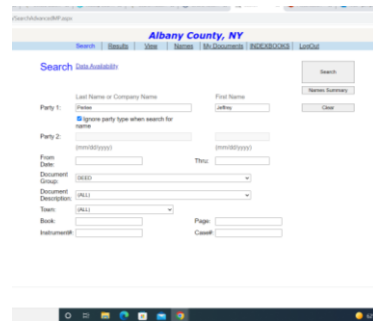 /SearchAdvancedMP.aspx
Albany County, NY
Search Results View Names My Documents INDEXBOOKS LogOut
Search Data Availability
Search
Names Summary
Last Name or Company Name First Name
Party 1: Jeffrey Clear
Ignore party type when search for name
Party 2:
(mm/dd/yyyy) (mm/dd/yyyy)
From Date: Thru:
Document Group: DEED
Document Description: (ALL)
Town: (ALL)
Book: Page:
Instrument#: Case#: